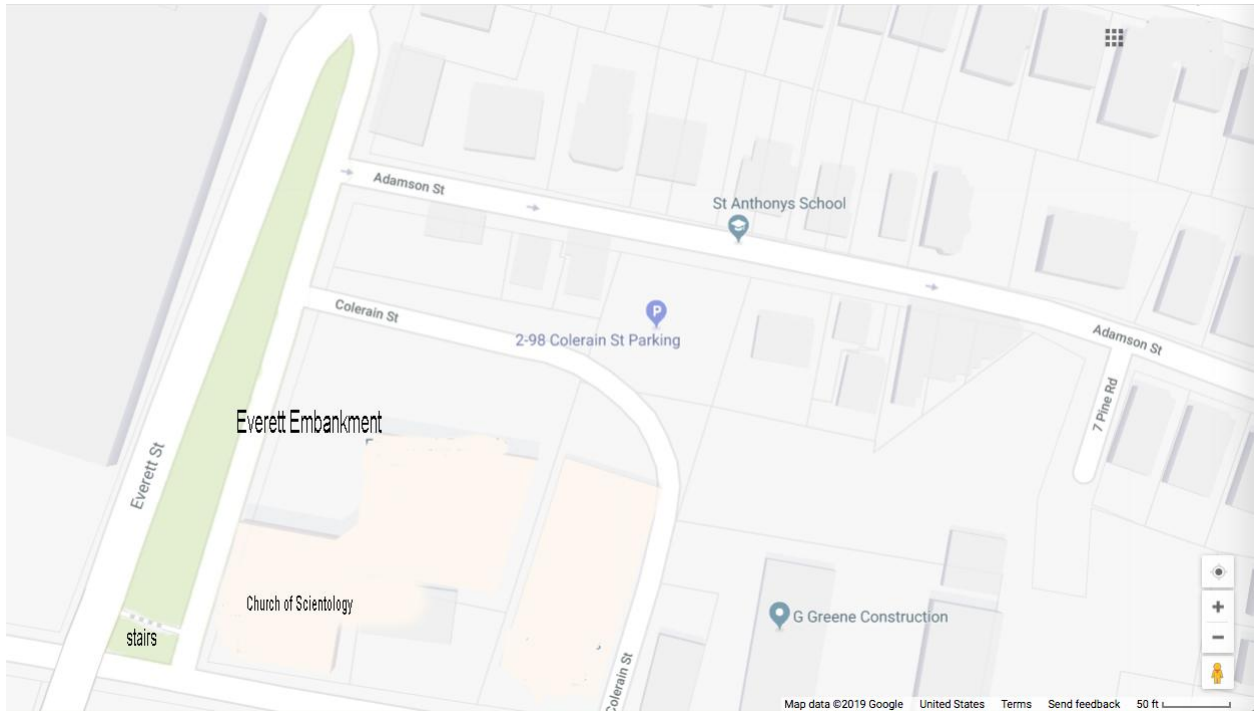 Adamson St
St Anthonys School
Colerain St
P
2-98 Colerain St Parking
Adamson St
7 Pine Rd
Everett Embankment
Everett St
Church of Scientology
G Greene Construction
stairs
Colerain St
+
−
Map data ©2019 Google United States Terms Send feedback 50 ft